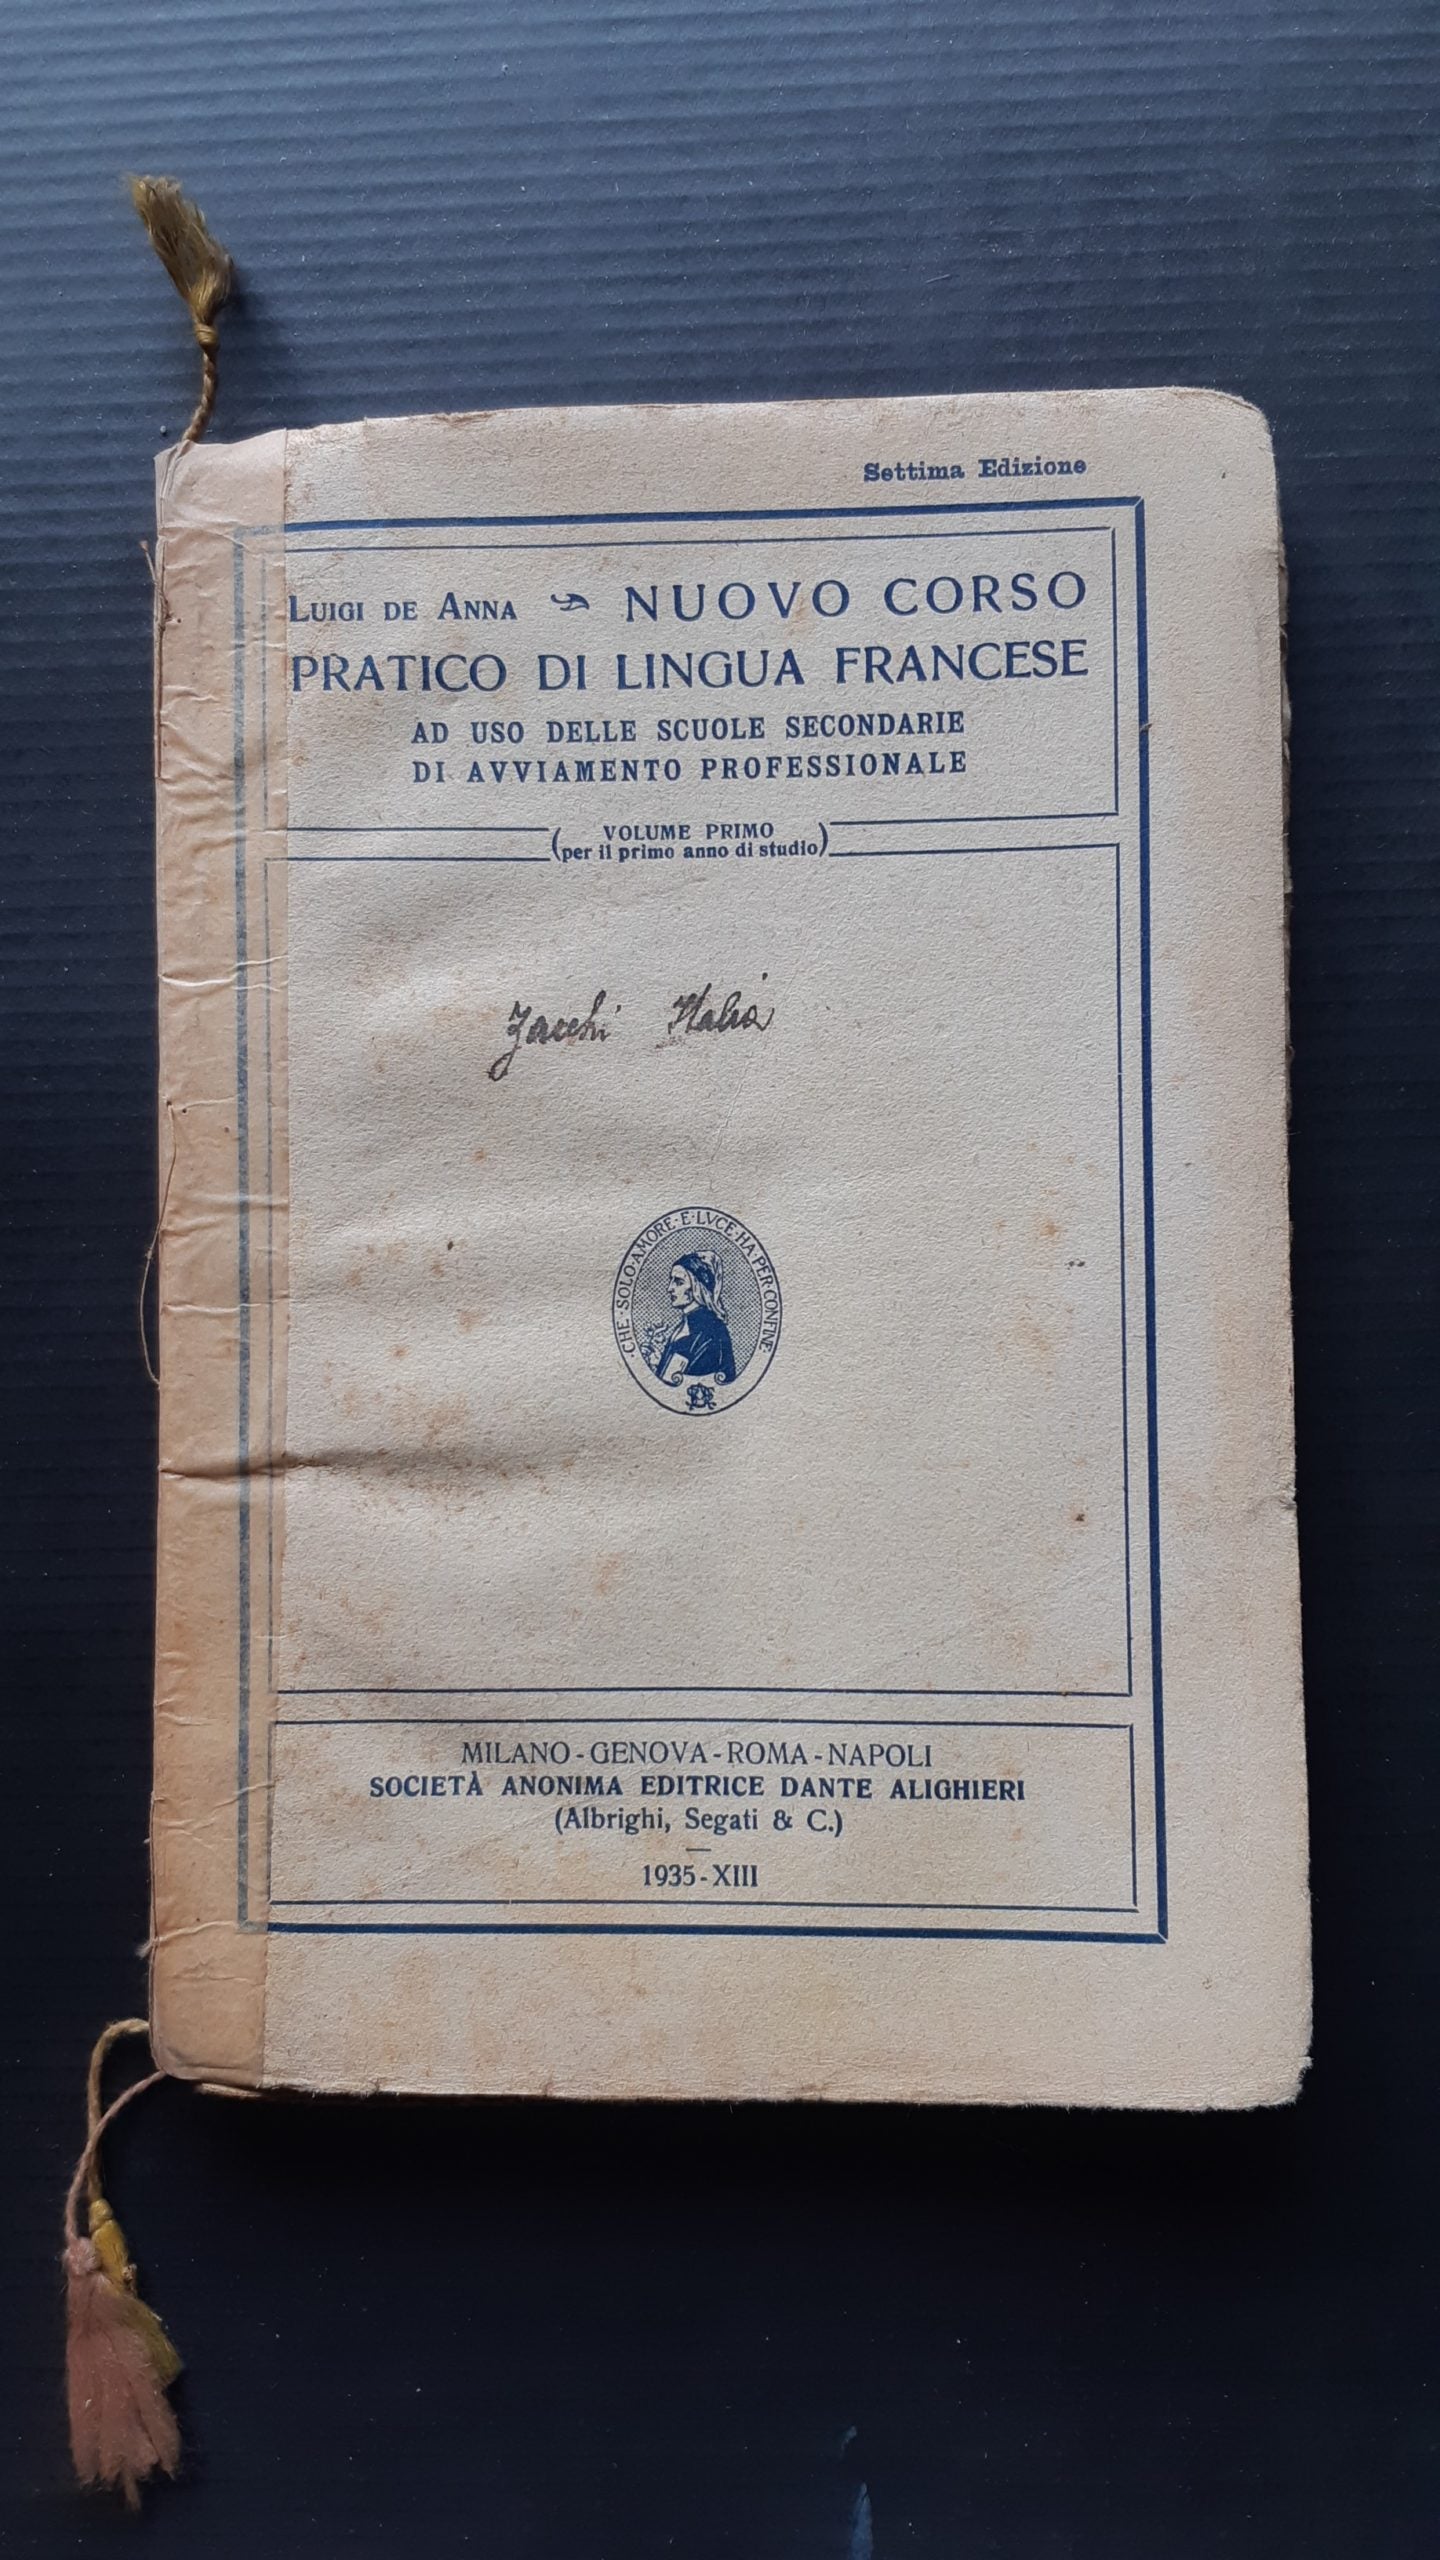 Settima Edizione
LUIGI DE ANNA NUOVO CORSO
PRATICO DI LINGUA FRANCESE
AD USO DELLE SCUOLE SECONDARIE
DI AVVIAMENTO PROFESSIONALE
VOLUME PRIMO
(per il primo anno di studio)
Zacchi Italia
·CHE·SOLO·AMORE·E·LVCE·HA·PER·CONFINE·
MILANO-GENOVA-ROMA-NAPOLI
SOCIETÀ ANONIMA EDITRICE DANTE ALIGHIERI
(Albrighi, Segati & C.)
1935-XIII